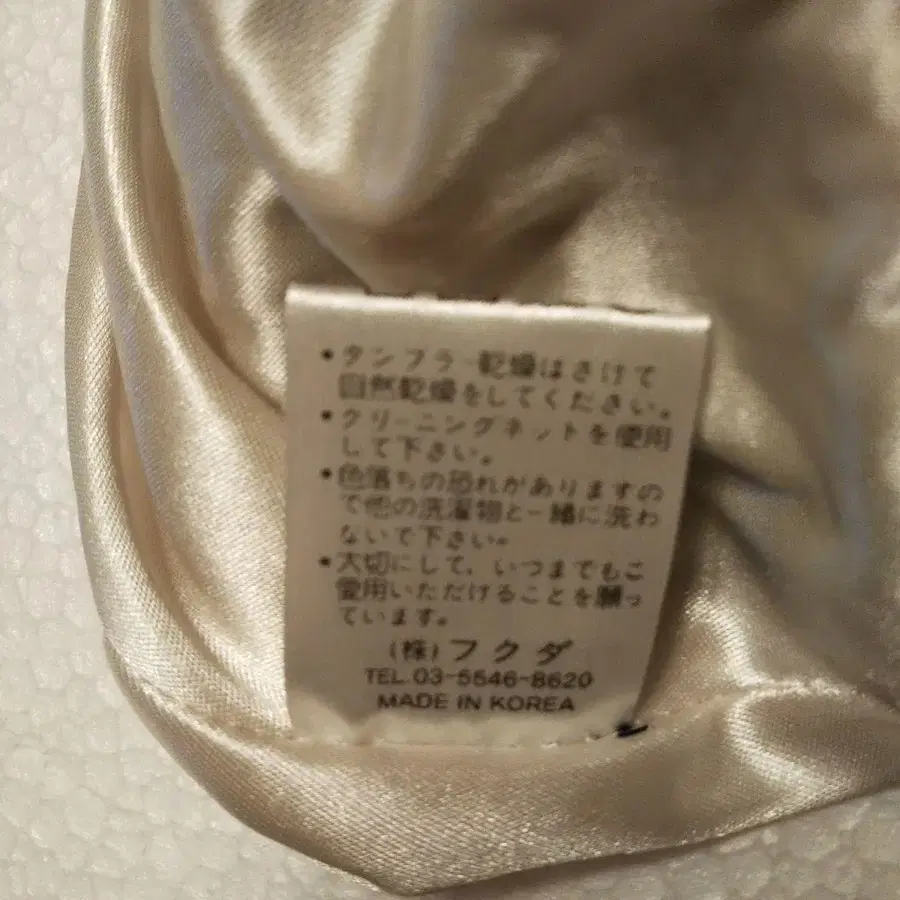 •タンブラー乾燥はさけて
自然乾燥をしてください。
•クリーニングネットを使用
して下さい。
•色落ちの恐れがありますの
で他の洗濯物と一緒に洗わ
ないで下さい。
•大切にして、いつまでもご
愛用いただけることを願っ
ています。
(株)フクダ
TEL.03-5546-8620
MADE IN KOREA